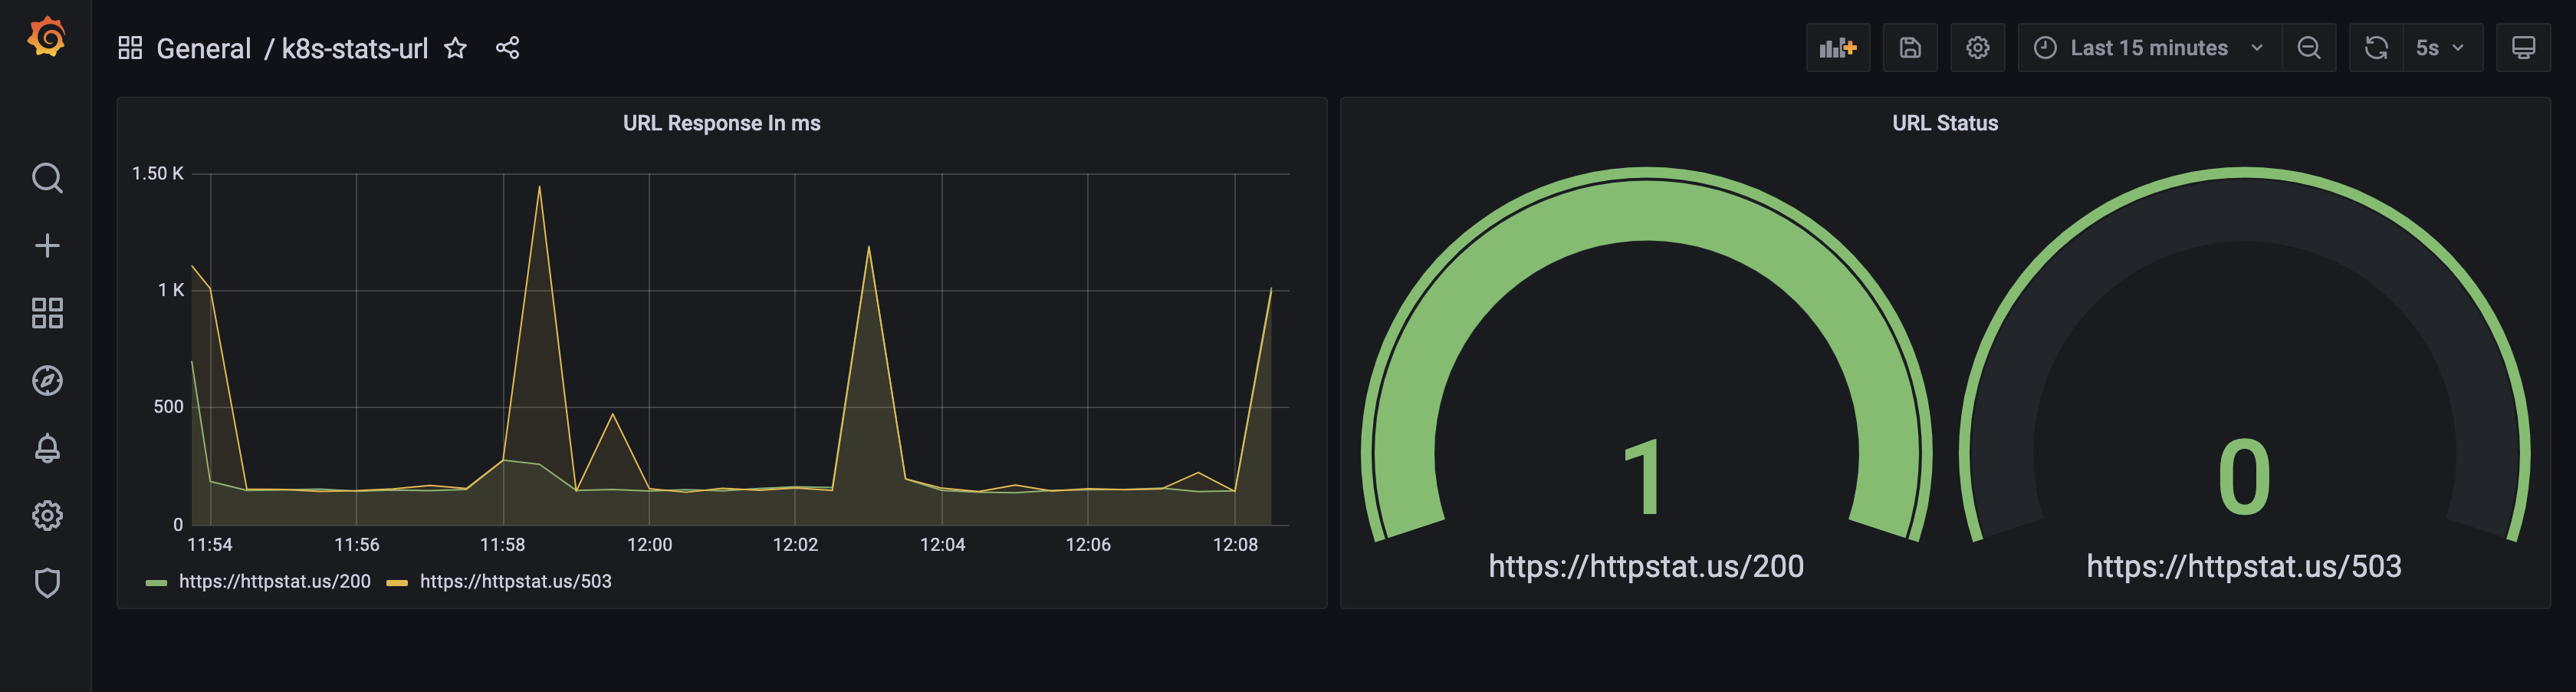 General / k8s-stats-url
Last 15 minutes
5s
URL Response In ms
1.50 K
1 K
500
0
11:54 11:56 11:58 12:00 12:02 12:04 12:06 12:08
https://httpstat.us/200 https://httpstat.us/503
URL Status
1
https://httpstat.us/200
0
https://httpstat.us/503